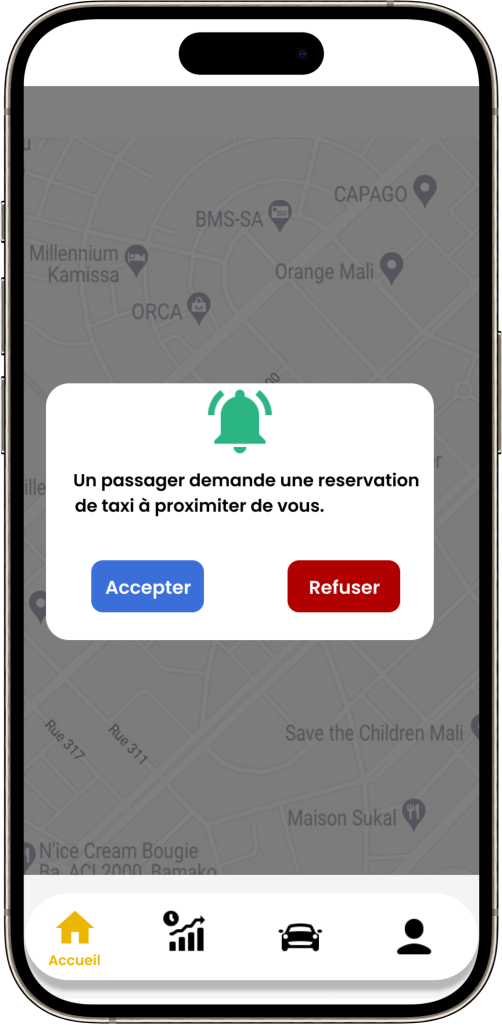 CAPAGO
BMS-SA
Millennium
Kamissa
Orange Mali
ORCA
Un passager demande une reservation
de taxi à proximiter de vous.
Accepter
Refuser
Rue 317
Rue 311
Save the Children Mali
Maison Sukal
N'ice Cream Bougie
Ba, ACI 2000, Bamako
Accueil